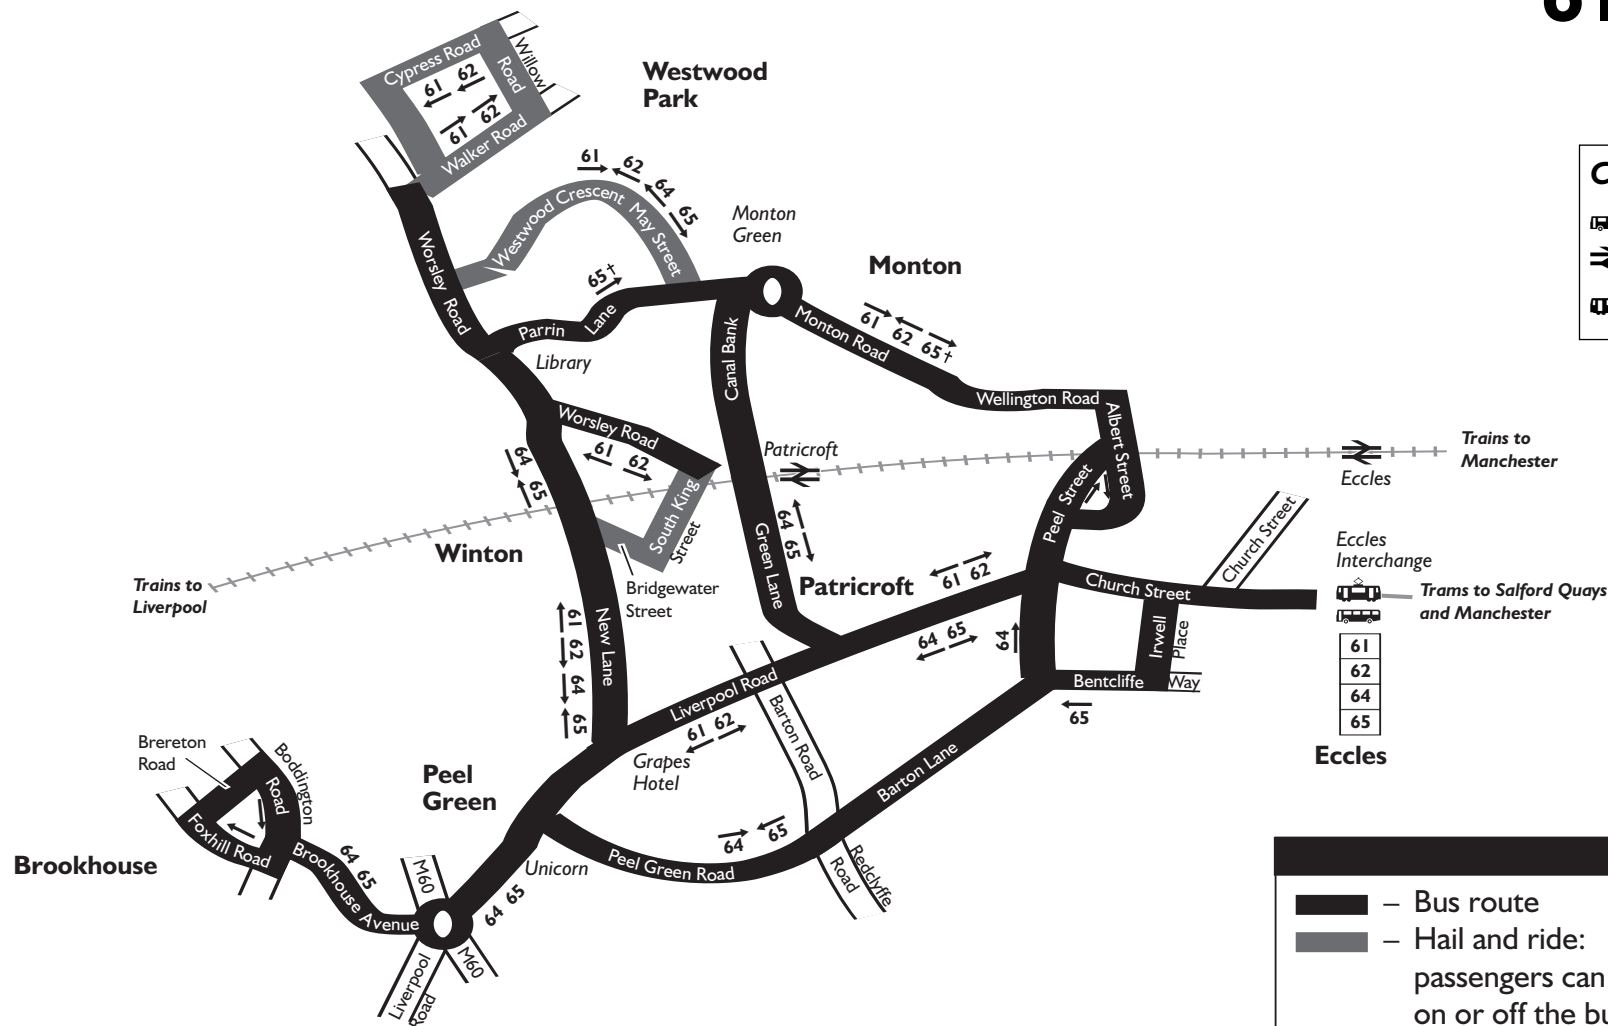 Cypress Road
Willow
Road
61 62
61 62
Walker Road
Westwood
Park
61 62 64 65
Westwood Crescent May Street
Monton
Green
Worsley Road
65†
Parrin Lane
Library
Monton
61 62 65†
Monton Road
Canal Bank
Wellington Road
Albert Street
Worsley Road
61 62
64 65
Patricroft
Trains to
Manchester
Eccles
Peel Street
South King
Street
Winton
64 65
Green Lane
Church Street
Eccles
Interchange
Trains to
Liverpool
Bridgewater
Street
Patricroft
61 62
Church Street
Trams to Salford Quays
and Manchester
New Lane
61 62 64 65
64 65
64
Irwell
Place
61
62
64
65
Eccles
Liverpool Road
Bentcliffe Way
65
61 62
Barton Road
Grapes
Hotel
Brereton
Road
Boddington
Road
Peel
Green
Barton Lane
Foxhill Road
Brookhouse
Brookhouse Avenue
64 65
Unicorn
64 65
Peel Green Road
Redclyffe
Road
M60
64 65
M60
Liverpool
Road
– Bus route
– Hail and ride:
passengers can